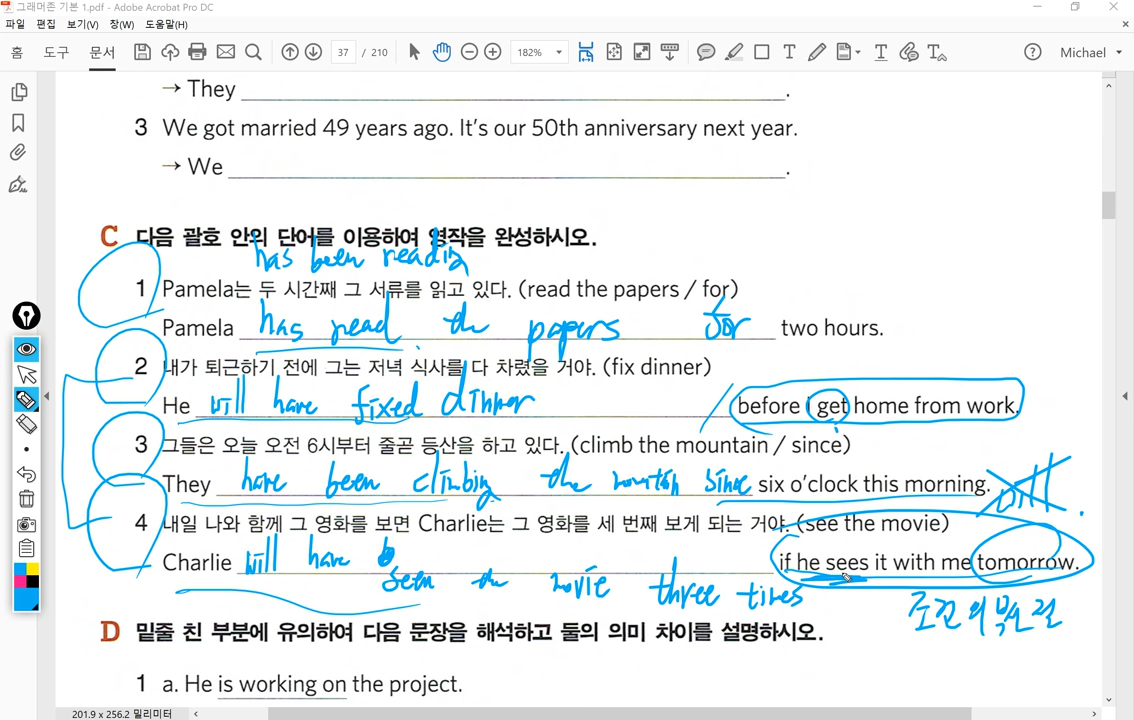 그래머존 기본 1.pdf - Adobe Acrobat Pro DC
파일 편집 보기(V) 창(W) 도움말(H)
홈 도구 문서 37 / 210 182% Michael
→ They
3 We got married 49 years ago. It's our 50th anniversary next year.
→ We
C 다음 괄호 안의 단어를 이용하여 영작을 완성하시오.
has been reading
1 Pamela는 두 시간째 그 서류를 읽고 있다. (read the papers / for)
Pamela has read the papers for two hours.
2 내가 퇴근하기 전에 그는 저녁 식사를 다 차렸을 거야. (fix dinner)
He will have fixed dinner before I get home from work.
3 그들은 오늘 오전 6시부터 줄곧 등산을 하고 있다. (climb the mountain / since)
They have been climbing the mountain since six o'clock this morning.
will
4 내일 나와 함께 그 영화를 보면 Charlie는 그 영화를 세 번째 보게 되는 거야. (see the movie)
Charlie will have seen the movie three times if he sees it with me tomorrow.
조건의 부사절
D 밑줄 친 부분에 유의하여 다음 문장을 해석하고 둘의 의미 차이를 설명하시오.
1 a. He is working on the project.
201.9 x 256.2 밀리미터